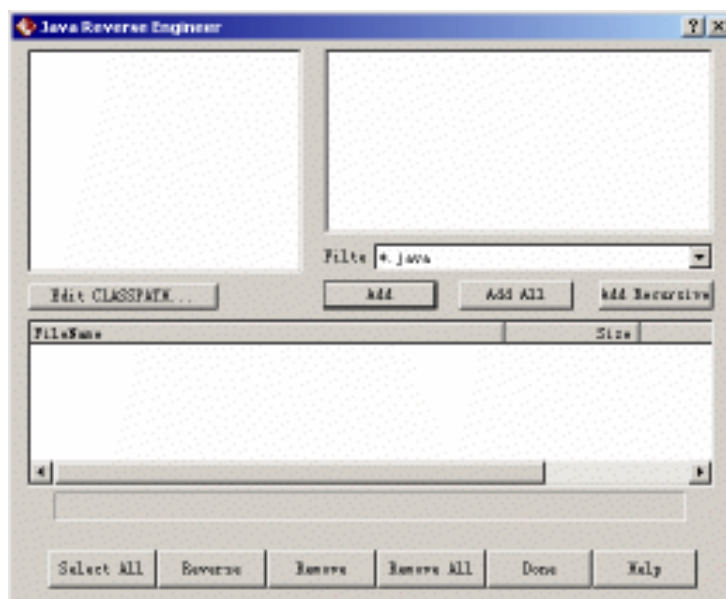 Java Reverse Engineer
Filte *.java
Edit CLASSPATH... Add Add All Add Recursive
FileName Size
Select All Reverse Remove Remove All Done Help